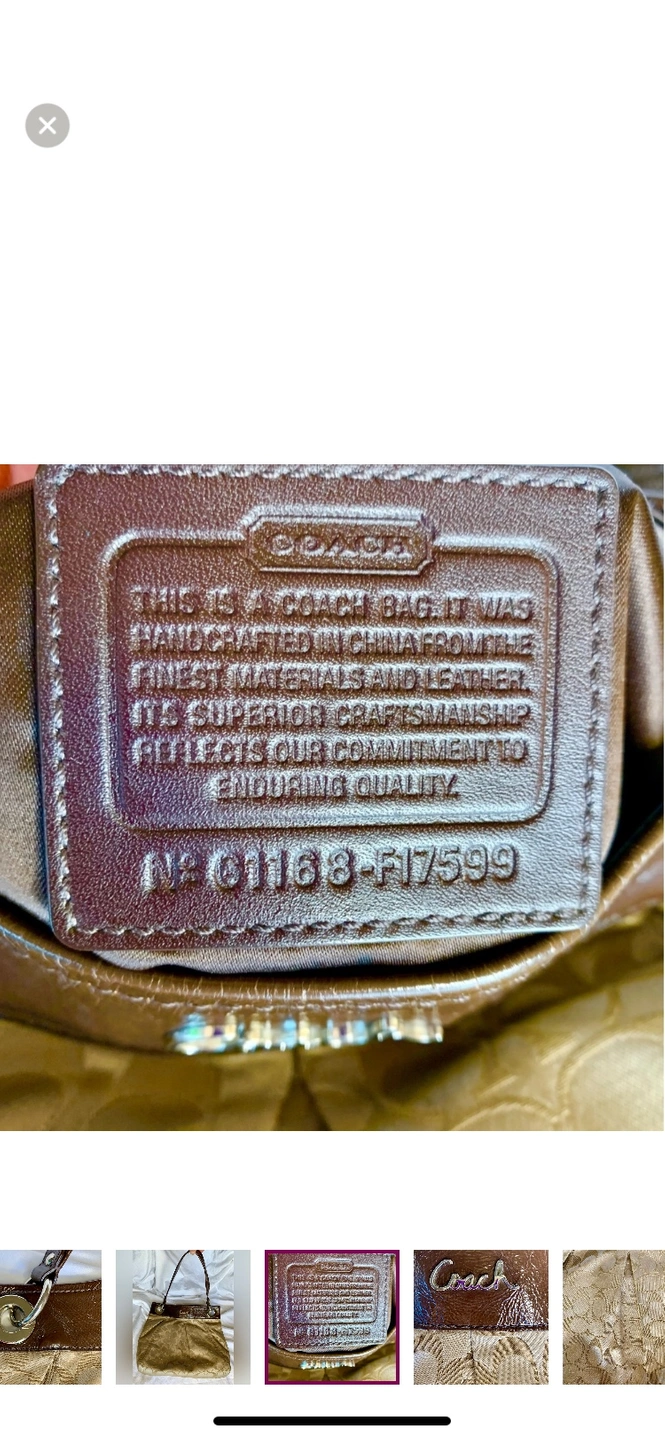 COACH
THIS IS A COACH BAG. IT WAS
HANDCRAFTED IN CHINA FROM THE
FINEST MATERIALS AND LEATHER.
ITS SUPERIOR CRAFTSMANSHIP
REFLECTS OUR COMMITMENT TO
ENDURING QUALITY.
Nº G1168-F17599
Coach